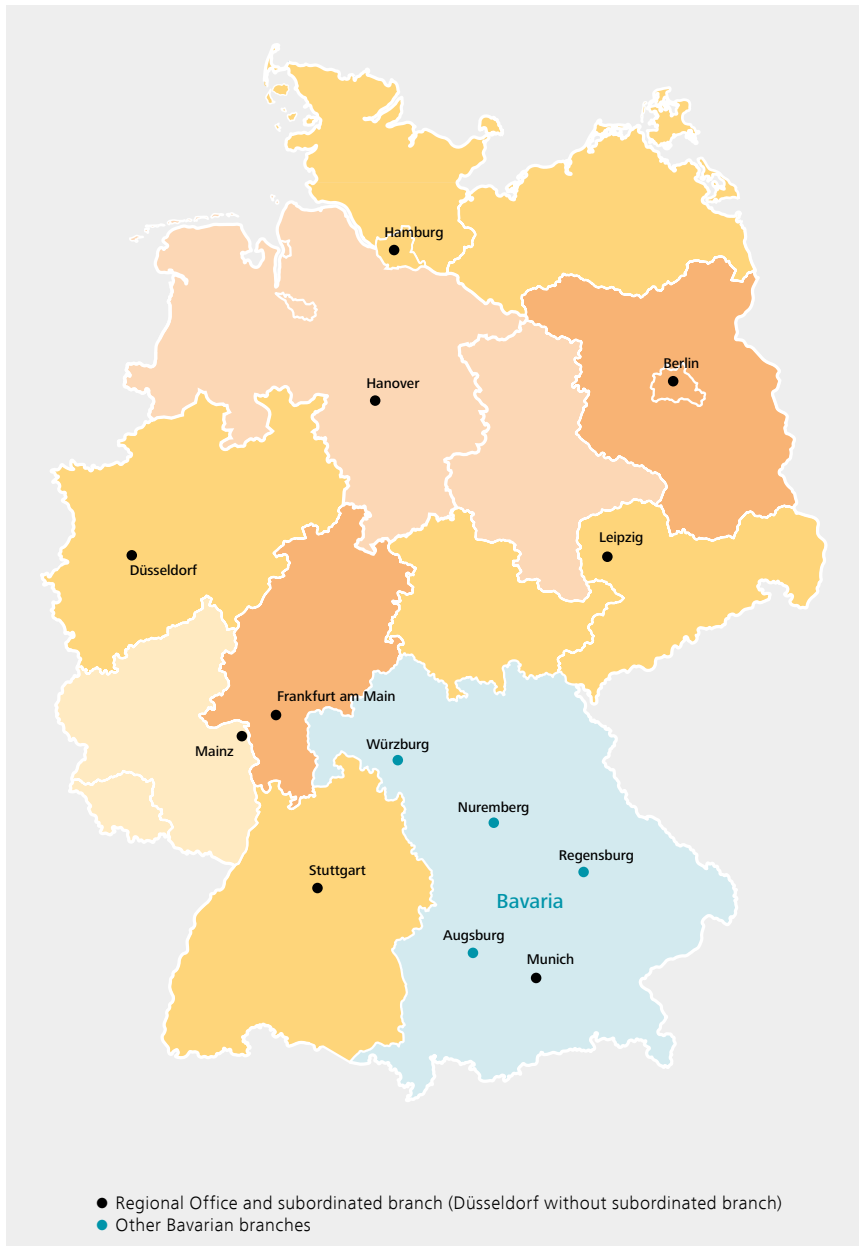 Hamburg
Berlin
Hanover
Leipzig
Düsseldorf
Frankfurt am Main
Mainz
Würzburg
Nuremberg
Regensburg
Stuttgart
Bavaria
Augsburg
Munich
Regional Office and subordinated branch (Düsseldorf without subordinated branch)
Other Bavarian branches